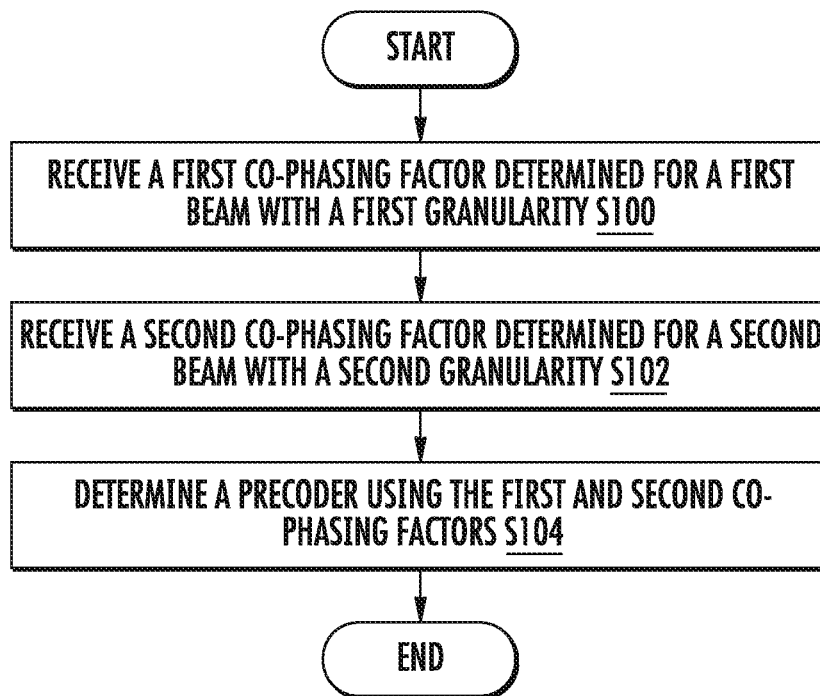 START
RECEIVE A FIRST CO-PHASING FACTOR DETERMINED FOR A FIRST
BEAM WITH A FIRST GRANULARITY S100
RECEIVE A SECOND CO-PHASING FACTOR DETERMINED FOR A SECOND
BEAM WITH A SECOND GRANULARITY S102
DETERMINE A PRECODER USING THE FIRST AND SECOND CO-
PHASING FACTORS S104
END